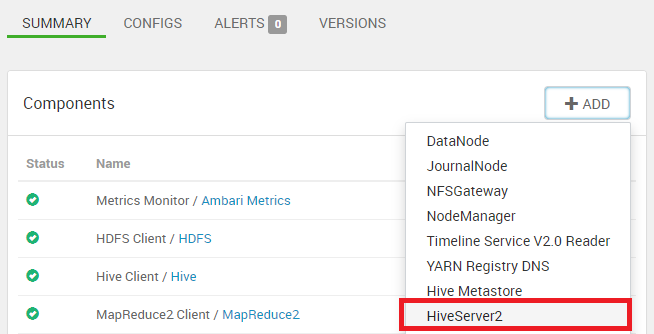 SUMMARY CONFIGS ALERTS 0 VERSIONS
Components
ADD
DataNode
JournalNode
NFSGateway
NodeManager
Timeline Service V2.0 Reader
YARN Registry DNS
Hive Metastore
HiveServer2
Status Name
Metrics Monitor / Ambari Metrics
HDFS Client / HDFS
Hive Client / Hive
MapReduce2 Client / MapReduce2